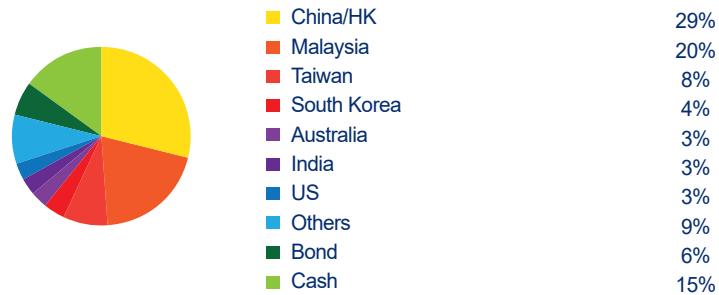 China/HK 29%
Malaysia 20%
Taiwan 8%
South Korea 4%
Australia 3%
India 3%
US 3%
Others 9%
Bond 6%
Cash 15%